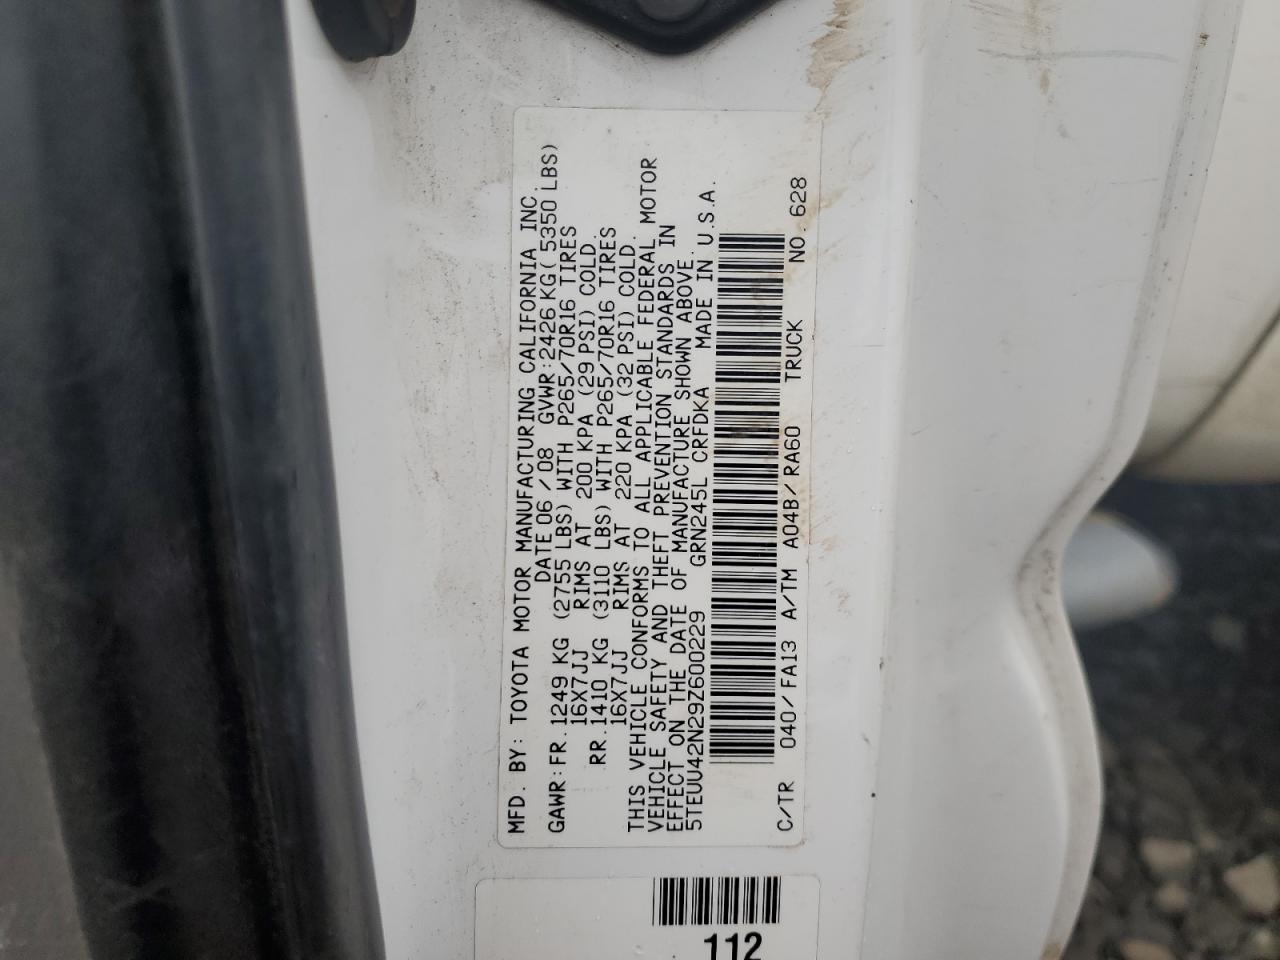 MFD. BY: TOYOTA MOTOR MANUFACTURING CALIFORNIA INC.
DATE 06/08 GVWR:2426 KG( 5350 LBS)
GAWR:FR. 1249 KG (2755 LBS) WITH P265/70R16 TIRES
16X7JJ RIMS AT 200 KPA (29 PSI) COLD.
RR. 1410 KG (3110 LBS) WITH P265/70R16 TIRES
16X7JJ RIMS AT 220 KPA (32 PSI) COLD.
THIS VEHICLE CONFORMS TO ALL APPLICABLE FEDERAL MOTOR
VEHICLE SAFETY AND THEFT PREVENTION STANDARDS IN
EFFECT ON THE DATE OF MANUFACTURE SHOWN ABOVE.
5TEUU42N29Z600229 GRN245L CRFDKA MADE IN U.S.A.
C/TR 040/FA13 A/TM A04B/RA60 TRUCK NO. 628
112